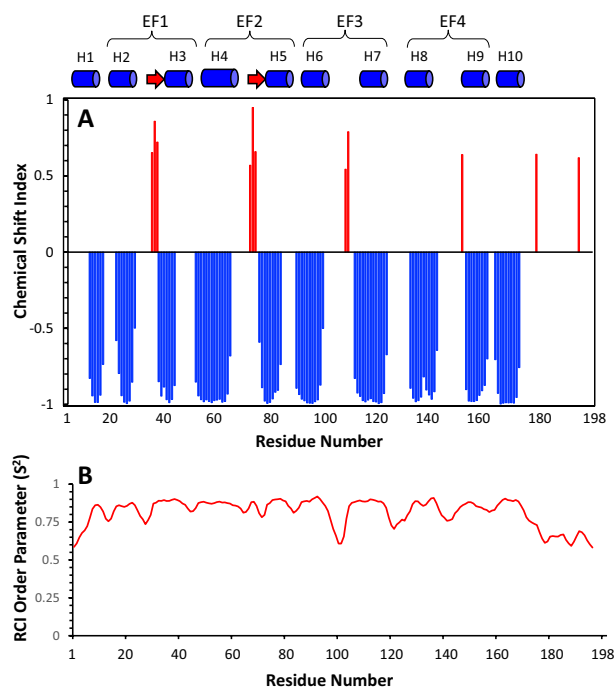 EF1 EF2 EF3 EF4
H1 H2 H3 H4 H5 H6 H7 H8 H9 H10
A
Chemical Shift Index
1
0.5
0
-0.5
-1
1 20 40 60 80 100 120 140 160 180 198
Residue Number
B
RCI Order Parameter (S²)
1
0.75
0.5
0.25
0
1 20 40 60 80 100 120 140 160 180 198
Residue Number